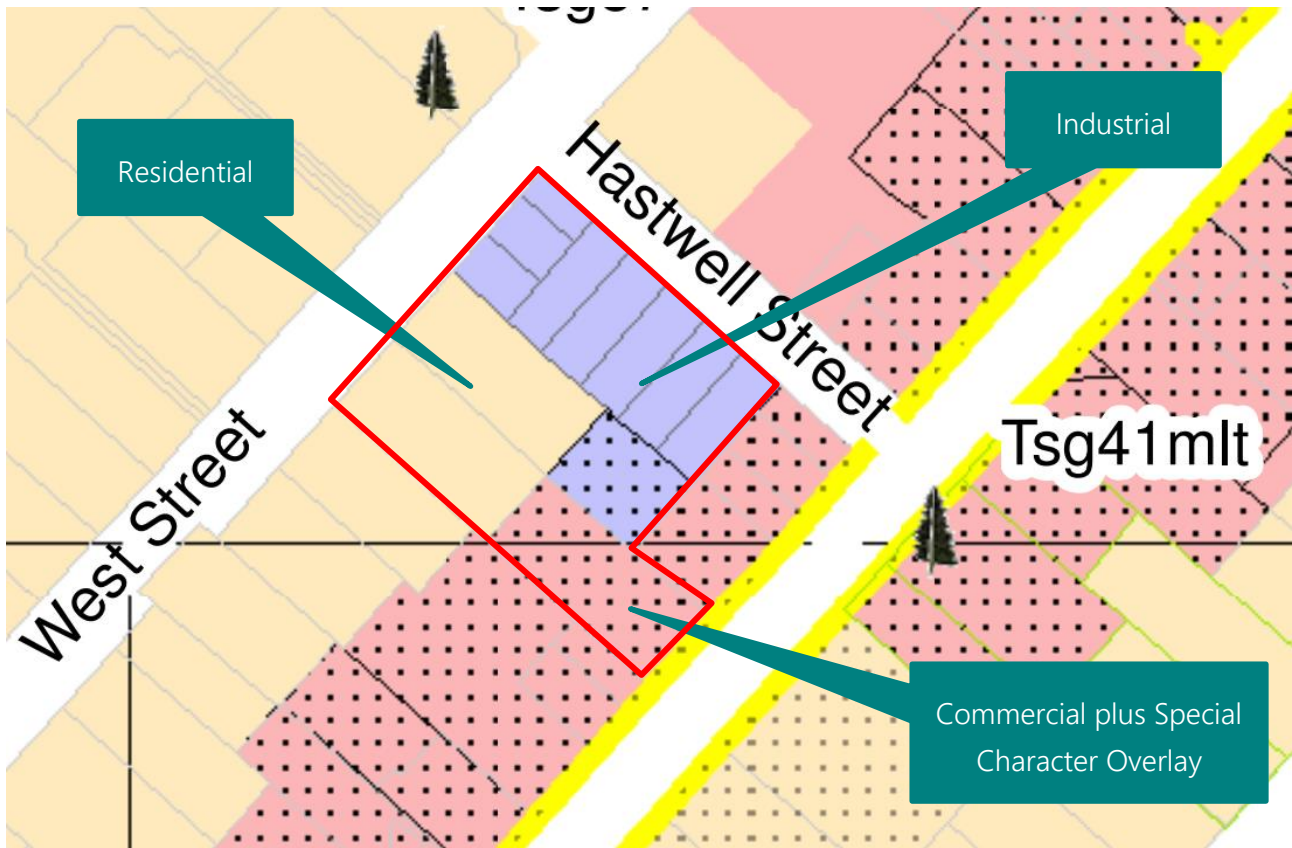 Residential
Industrial
Hastwell Street
West Street
Tsg41mlt
Commercial plus Special
Character Overlay